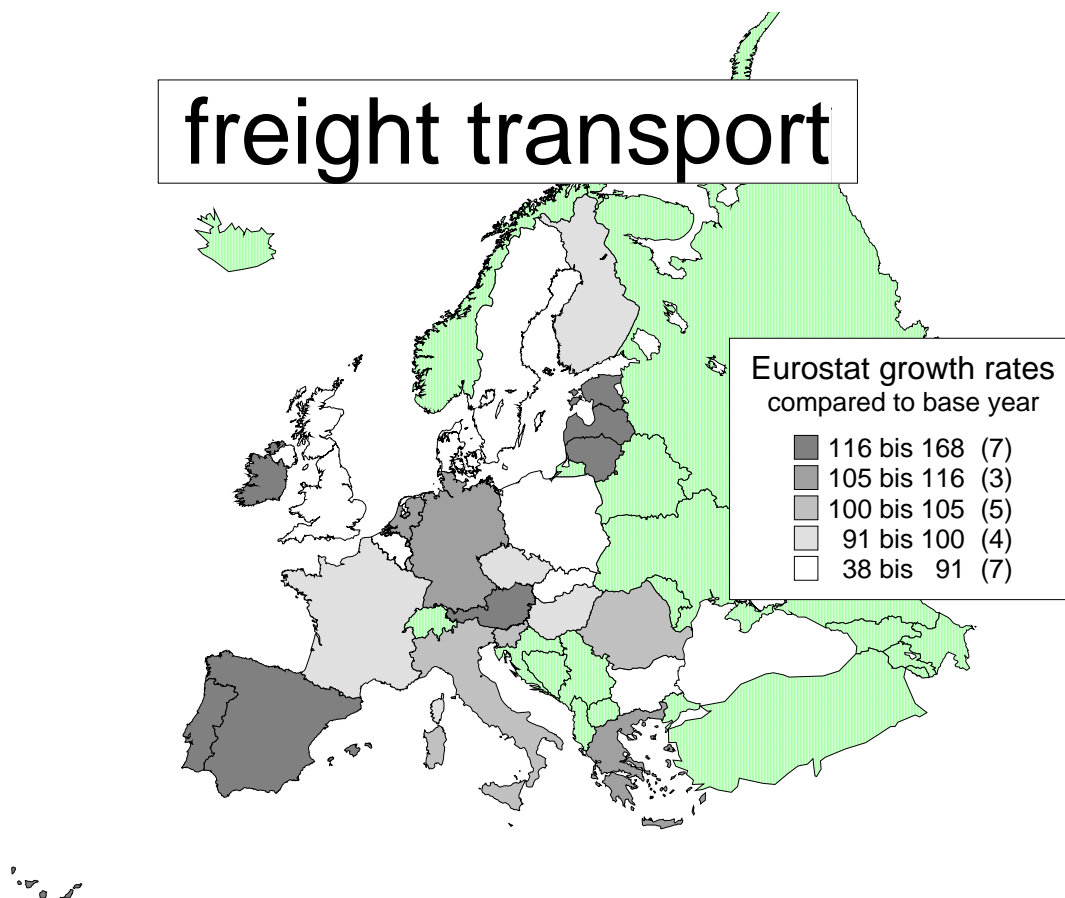 freight transport
Eurostat growth rates
compared to base year
116 bis 168 (7)
105 bis 116 (3)
100 bis 105 (5)
91 bis 100 (4)
38 bis 91 (7)